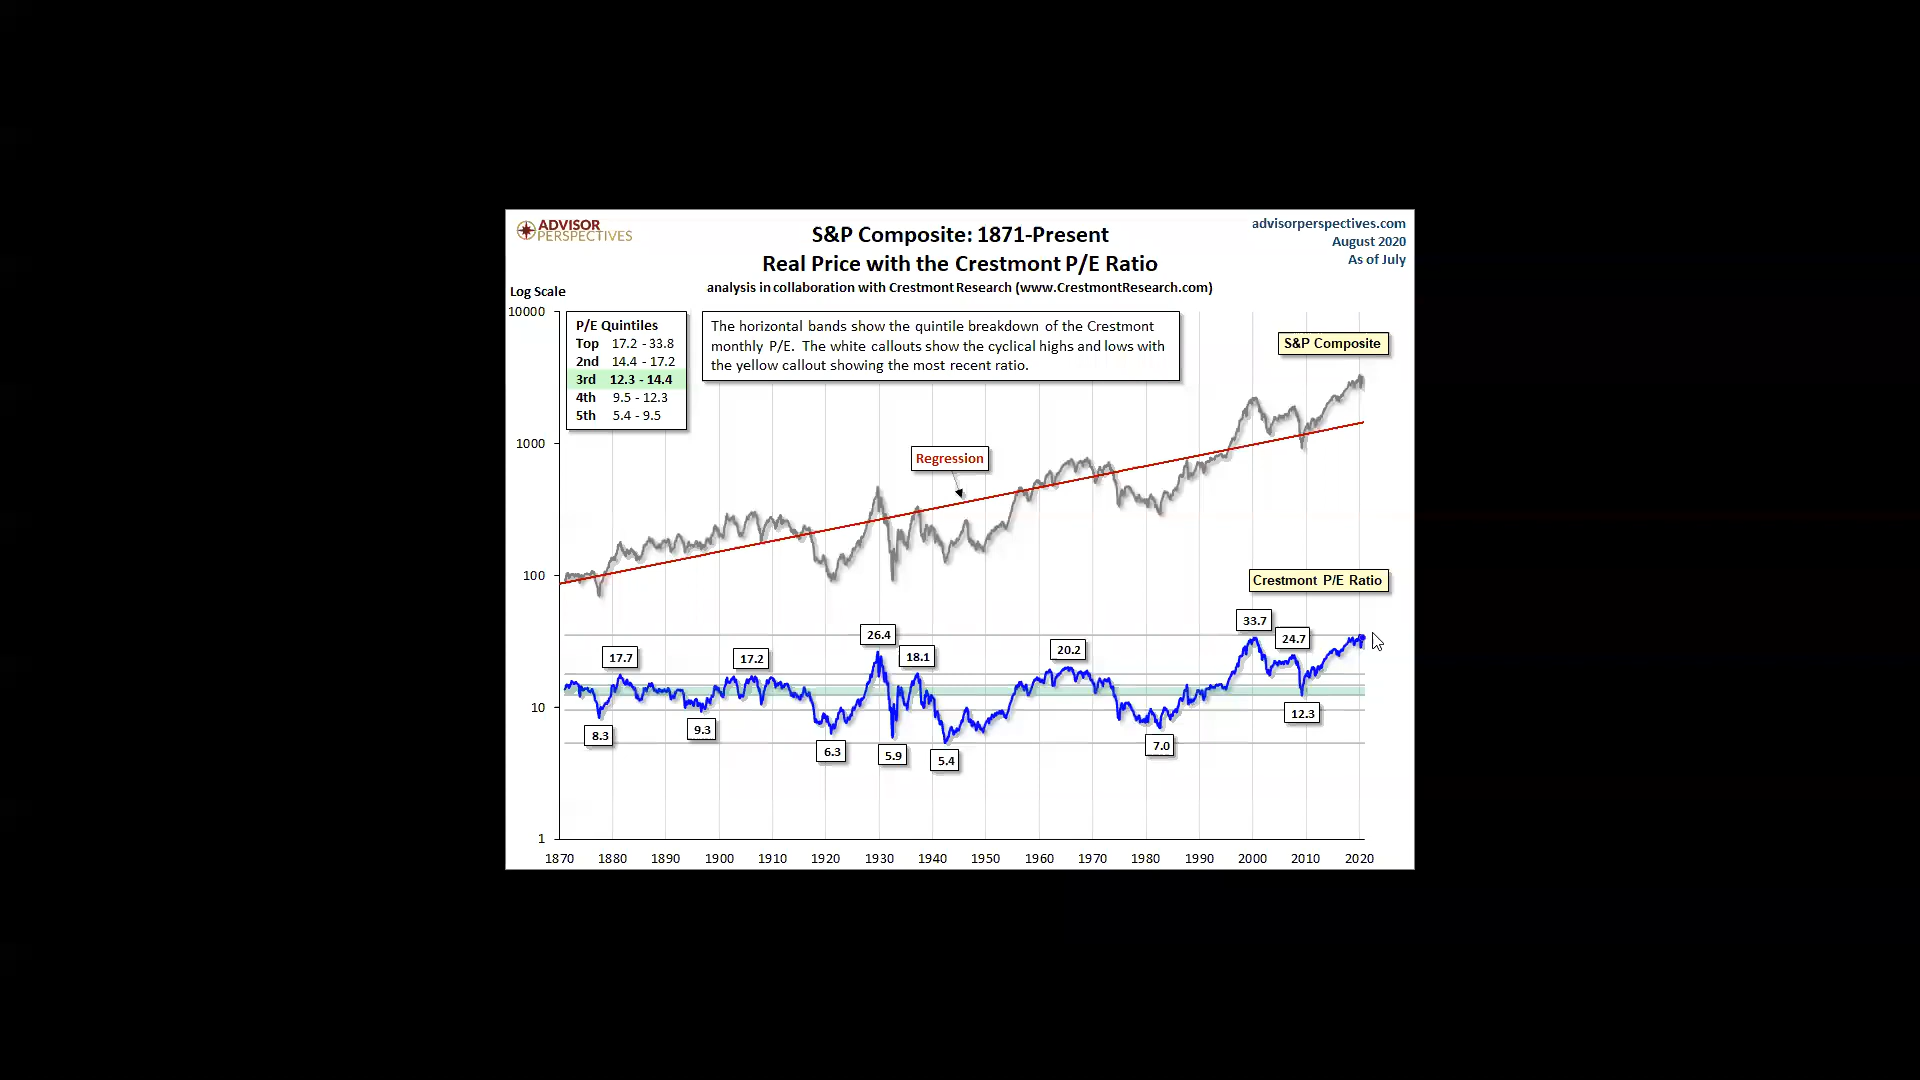 ADVISOR
PERSPECTIVES
S&P Composite: 1871-Present
Real Price with the Crestmont P/E Ratio
analysis in collaboration with Crestmont Research (www.CrestmontResearch.com)
advisorperspectives.com
August 2020
As of July
Log Scale
10000
1000
100
10
1
P/E Quintiles
Top 17.2 - 33.8
2nd 14.4 - 17.2
3rd 12.3 - 14.4
4th 9.5 - 12.3
5th 5.4 - 9.5
The horizontal bands show the quintile breakdown of the Crestmont
monthly P/E. The white callouts show the cyclical highs and lows with
the yellow callout showing the most recent ratio.
S&P Composite
Regression
Crestmont P/E Ratio
17.7
8.3
9.3
17.2
6.3
26.4
5.9
18.1
5.4
20.2
7.0
33.7
24.7
12.3
1870 1880 1890 1900 1910 1920 1930 1940 1950 1960 1970 1980 1990 2000 2010 2020